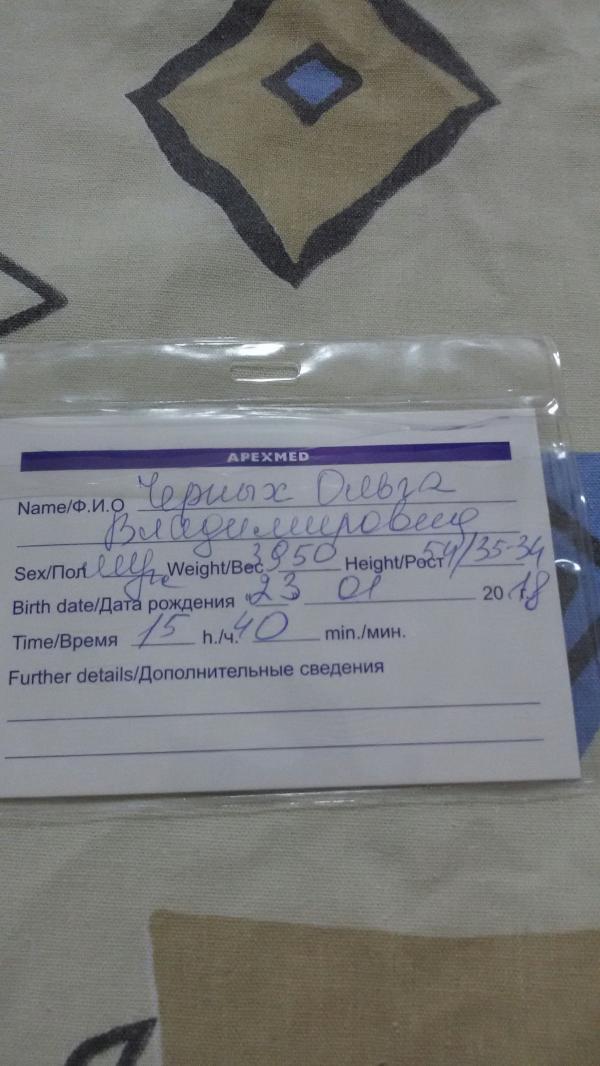 APEXMED
Name/Ф.И.О Черных Ольга
Владимировна
Sex/Пол муж Weight/Вес 3950 Height/Рост 54/35-34
Birth date/Дата рождения 23 01 2018
Time/Время 15 h./ч. 40 min./мин.
Further details/Дополнительные сведения